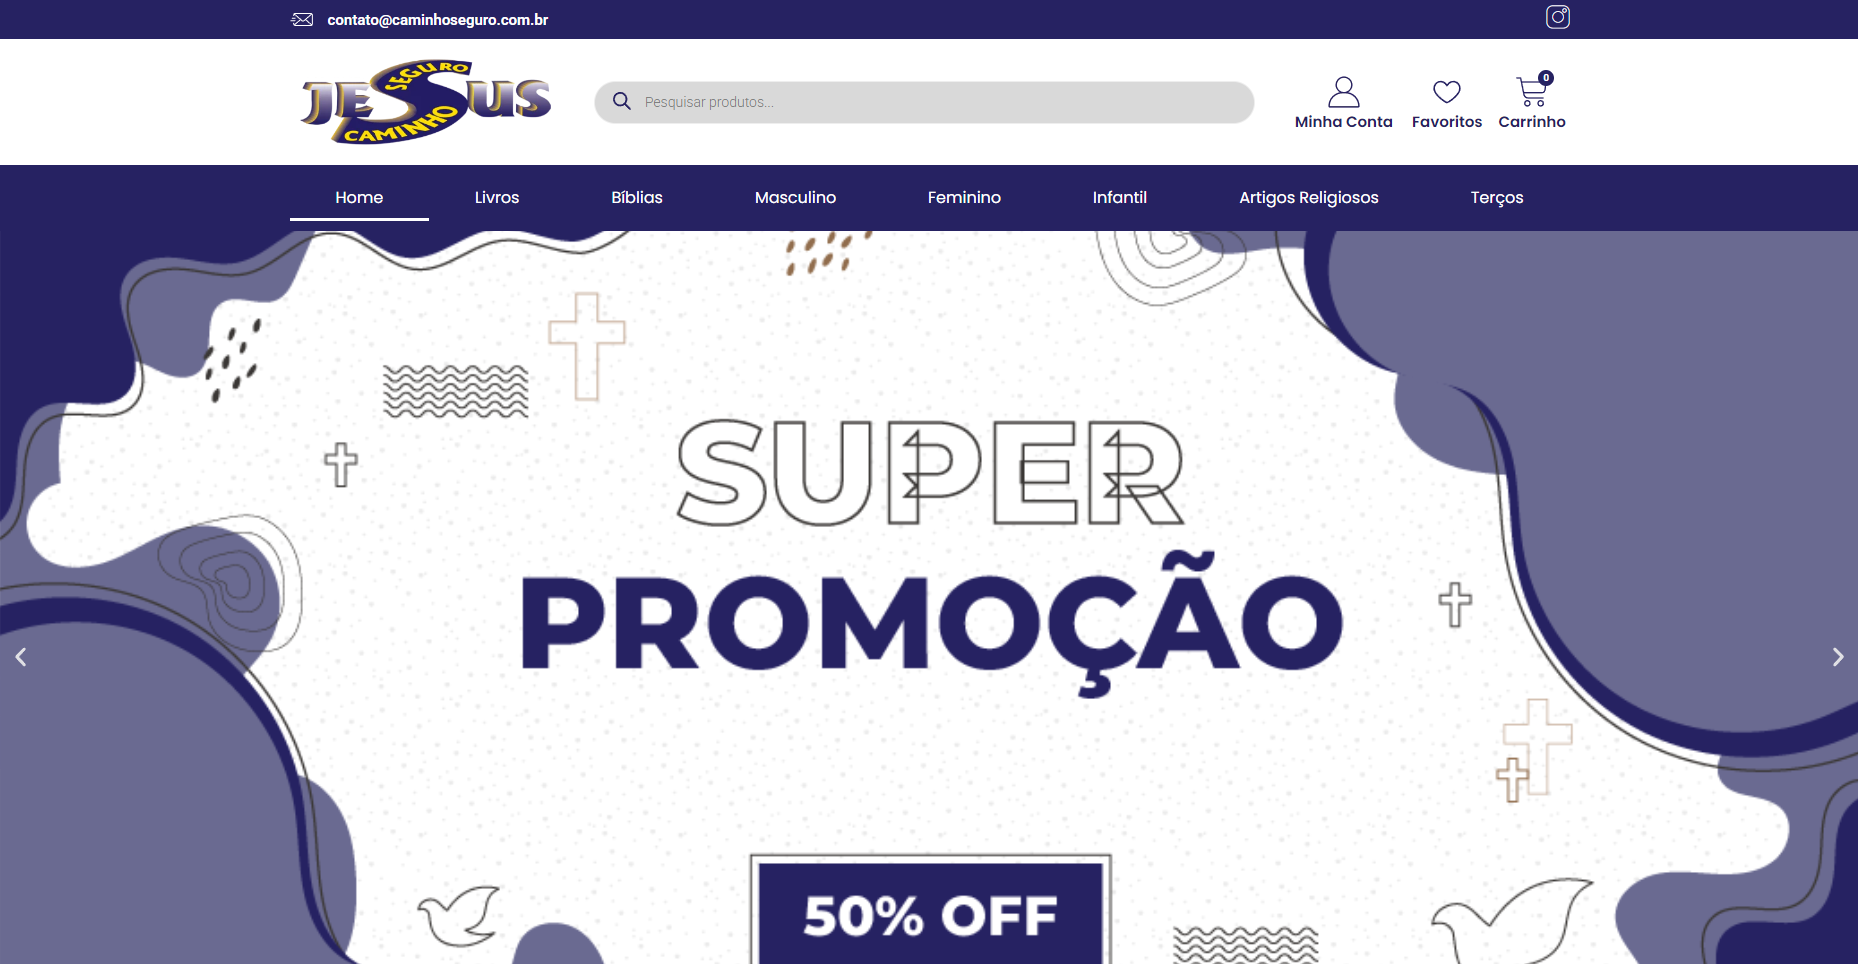 contato@caminhoseguro.com.br
JESUS
SEGURO
CAMINHO
Pesquisar produtos...
0
Minha Conta
Favoritos
Carrinho
Home
Livros
Bíblias
Masculino
Feminino
Infantil
Artigos Religiosos
Terços
SUPER
PROMOÇÃO
50% OFF